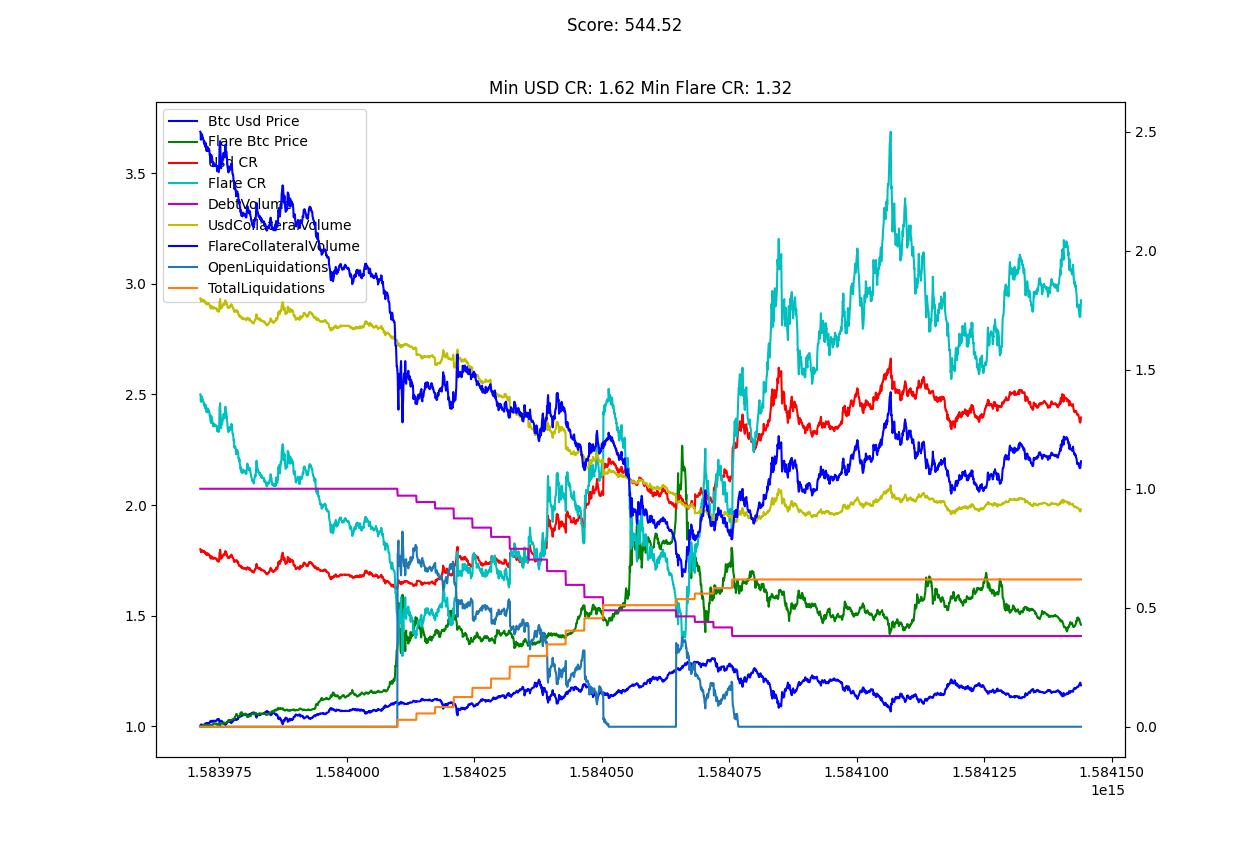 Score: 544.52
Min USD CR: 1.62 Min Flare CR: 1.32
Btc Usd Price
Flare Btc Price
Usd CR
Flare CR
DebtVolume
UsdCollateralVolume
FlareCollateralVolume
OpenLiquidations
TotalLiquidations
3.5
3.0
2.5
2.0
1.5
1.0
2.5
2.0
1.5
1.0
0.5
0.0
1.583975 1.584000 1.584025 1.584050 1.584075 1.584100 1.584125 1.584150
1e15